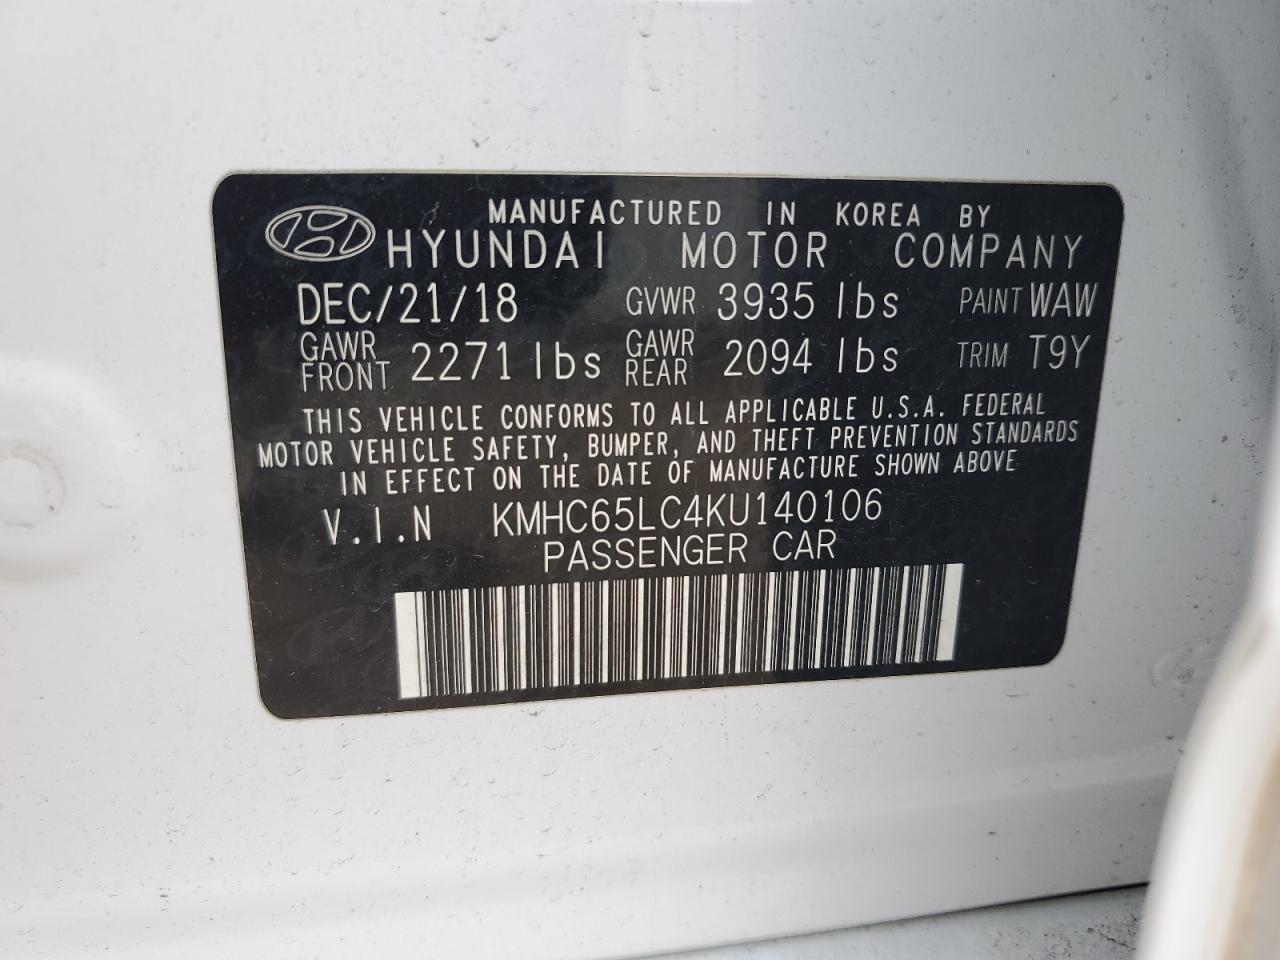 MANUFACTURED IN KOREA BY
HYUNDAI MOTOR COMPANY
DEC/21/18 GVWR 3935 lbs PAINT WAW
GAWR FRONT 2271 lbs GAWR REAR 2094 lbs TRIM T9Y
THIS VEHICLE CONFORMS TO ALL APPLICABLE U.S.A. FEDERAL
MOTOR VEHICLE SAFETY, BUMPER, AND THEFT PREVENTION STANDARDS
IN EFFECT ON THE DATE OF MANUFACTURE SHOWN ABOVE
V.I.N KMHC65LC4KU140106
PASSENGER CAR